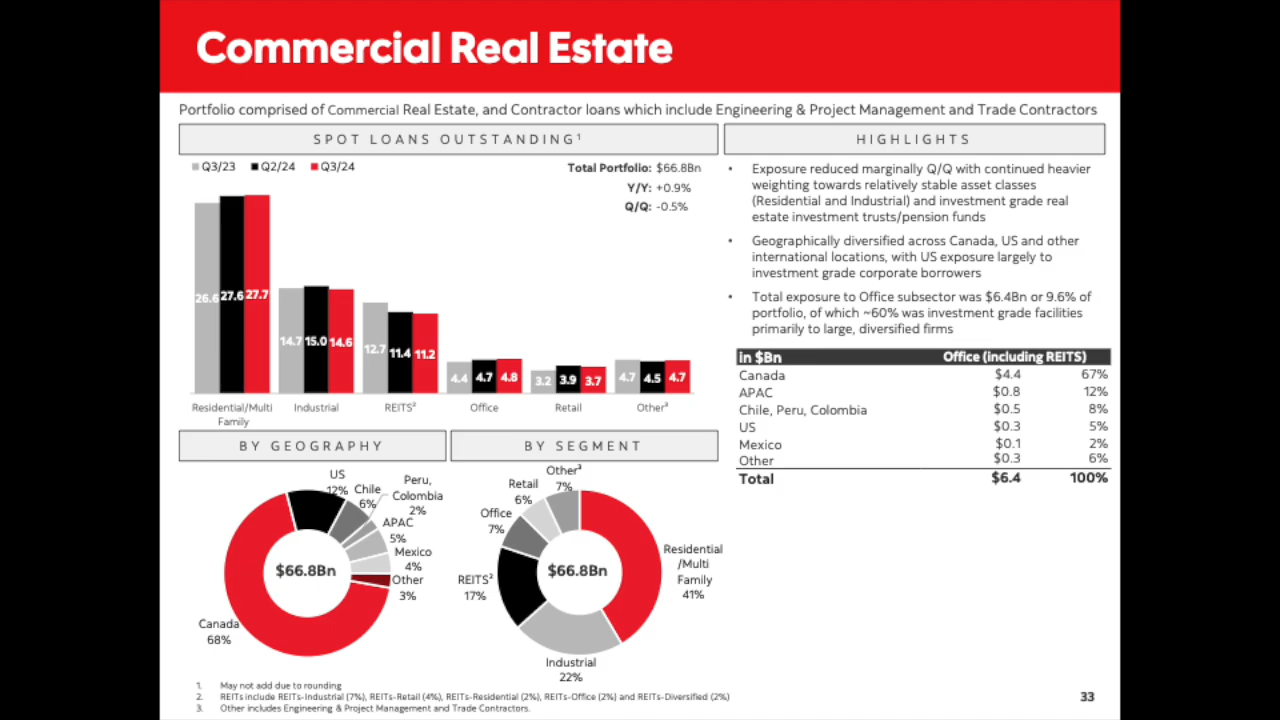 Commercial Real Estate
Portfolio comprised of Commercial Real Estate, and Contractor loans which include Engineering & Project Management and Trade Contractors
SPOT LOANS OUTSTANDING¹
Q3/23 Q2/24 Q3/24
Total Portfolio: $66.8Bn
Y/Y: +0.9%
Q/Q: -0.5%
26.6 27.6 27.7
14.7 15.0 14.6
12.7 11.4 11.2
4.4 4.7 4.8
3.2 3.9 3.7
4.7 4.5 4.7
Residential/Multi
Family
Industrial
REITS²
Office
Retail
Other³
HIGHLIGHTS
• Exposure reduced marginally Q/Q with continued heavier
weighting towards relatively stable asset classes
(Residential and Industrial) and investment grade real
estate investment trusts/pension funds
• Geographically diversified across Canada, US and other
international locations, with US exposure largely to
investment grade corporate borrowers
• Total exposure to Office subsector was $6.4Bn or 9.6% of
portfolio, of which ~60% was investment grade facilities
primarily to large, diversified firms
in $Bn Office (including REITS)
Canada $4.4 67%
APAC $0.8 12%
Chile, Peru, Colombia $0.5 8%
US $0.3 5%
Mexico $0.1 2%
Other $0.3 6%
Total $6.4 100%
BY GEOGRAPHY
US
12%
Chile
6%
Peru,
Colombia
2%
APAC
5%
Mexico
4%
Other
3%
Canada
68%
$66.8Bn
BY SEGMENT
Other³
7%
Retail
6%
Office
7%
REITS²
17%
Industrial
22%
Residential
/Multi
Family
41%
$66.8Bn
1. May not add due to rounding
2. REITs include REITs-Industrial (7%), REITs-Retail (4%), REITs-Residential (2%), REITs-Office (2%) and REITs-Diversified (2%)
3. Other includes Engineering & Project Management and Trade Contractors.
33